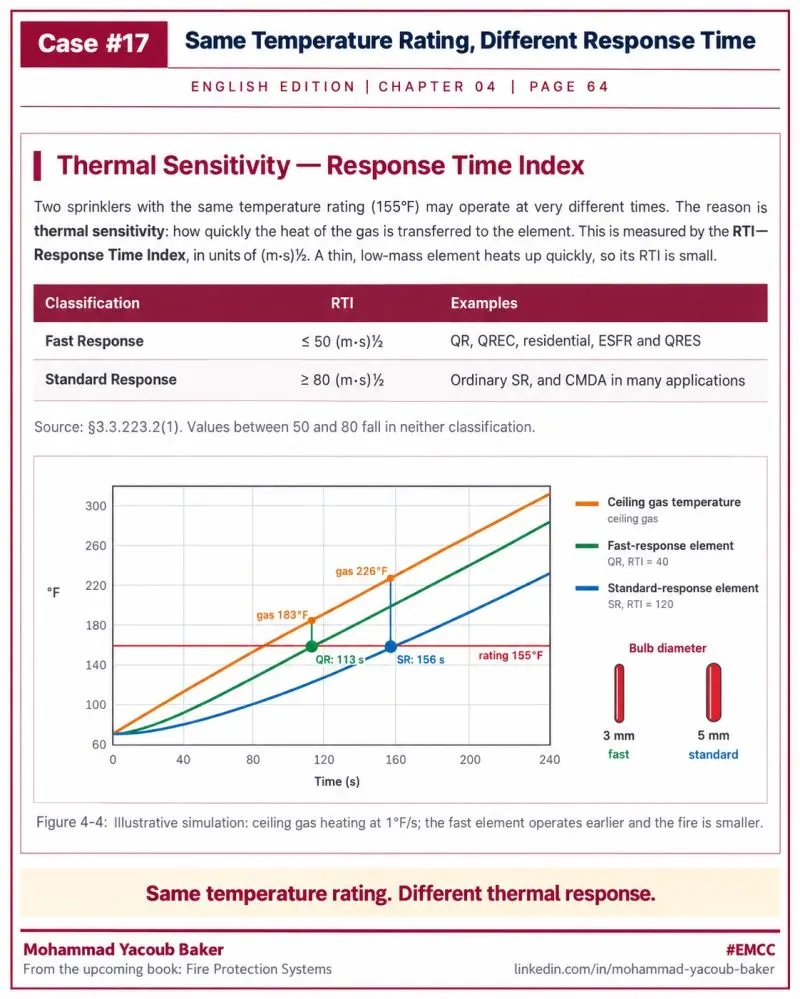 Case #17
Same Temperature Rating, Different Response Time
ENGLISH EDITION | CHAPTER 04 | PAGE 64
Thermal Sensitivity — Response Time Index
Two sprinklers with the same temperature rating (155°F) may operate at very different times. The reason is
thermal sensitivity: how quickly the heat of the gas is transferred to the element. This is measured by the RTI—
Response Time Index, in units of (m·s)½. A thin, low-mass element heats up quickly, so its RTI is small.
Classification RTI Examples
Fast Response ≤ 50 (m·s)½ QR, QREC, residential, ESFR and QRES
Standard Response ≥ 80 (m·s)½ Ordinary SR, and CMDA in many applications
Source: §3.3.223.2(1). Values between 50 and 80 fall in neither classification.
°F
300
260
220
180
140
100
60
0 40 80 120 160 200 240
Time (s)
gas 226°F
gas 183°F
QR: 113 s
SR: 156 s
rating 155°F
Ceiling gas temperature
ceiling gas
Fast-response element
QR, RTI = 40
Standard-response element
SR, RTI = 120
Bulb diameter
3 mm 5 mm
fast standard
Figure 4-4: Illustrative simulation: ceiling gas heating at 1°F/s; the fast element operates earlier and the fire is smaller.
Same temperature rating. Different thermal response.
Mohammad Yacoub Baker
From the upcoming book: Fire Protection Systems
#EMCC
linkedin.com/in/mohammad-yacoub-baker